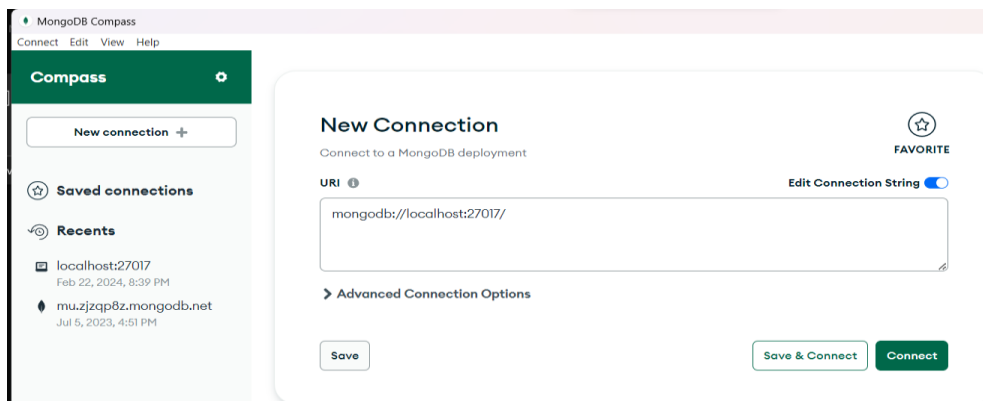 MongoDB Compass
Connect Edit View Help
Compass
New connection +
Saved connections
Recents
localhost:27017
Feb 22, 2024, 8:39 PM
mu.zjzqp8z.mongodb.net
Jul 5, 2023, 4:51 PM
New Connection
Connect to a MongoDB deployment
FAVORITE
URI
Edit Connection String
mongodb://localhost:27017/
Advanced Connection Options
Save
Save & Connect
Connect